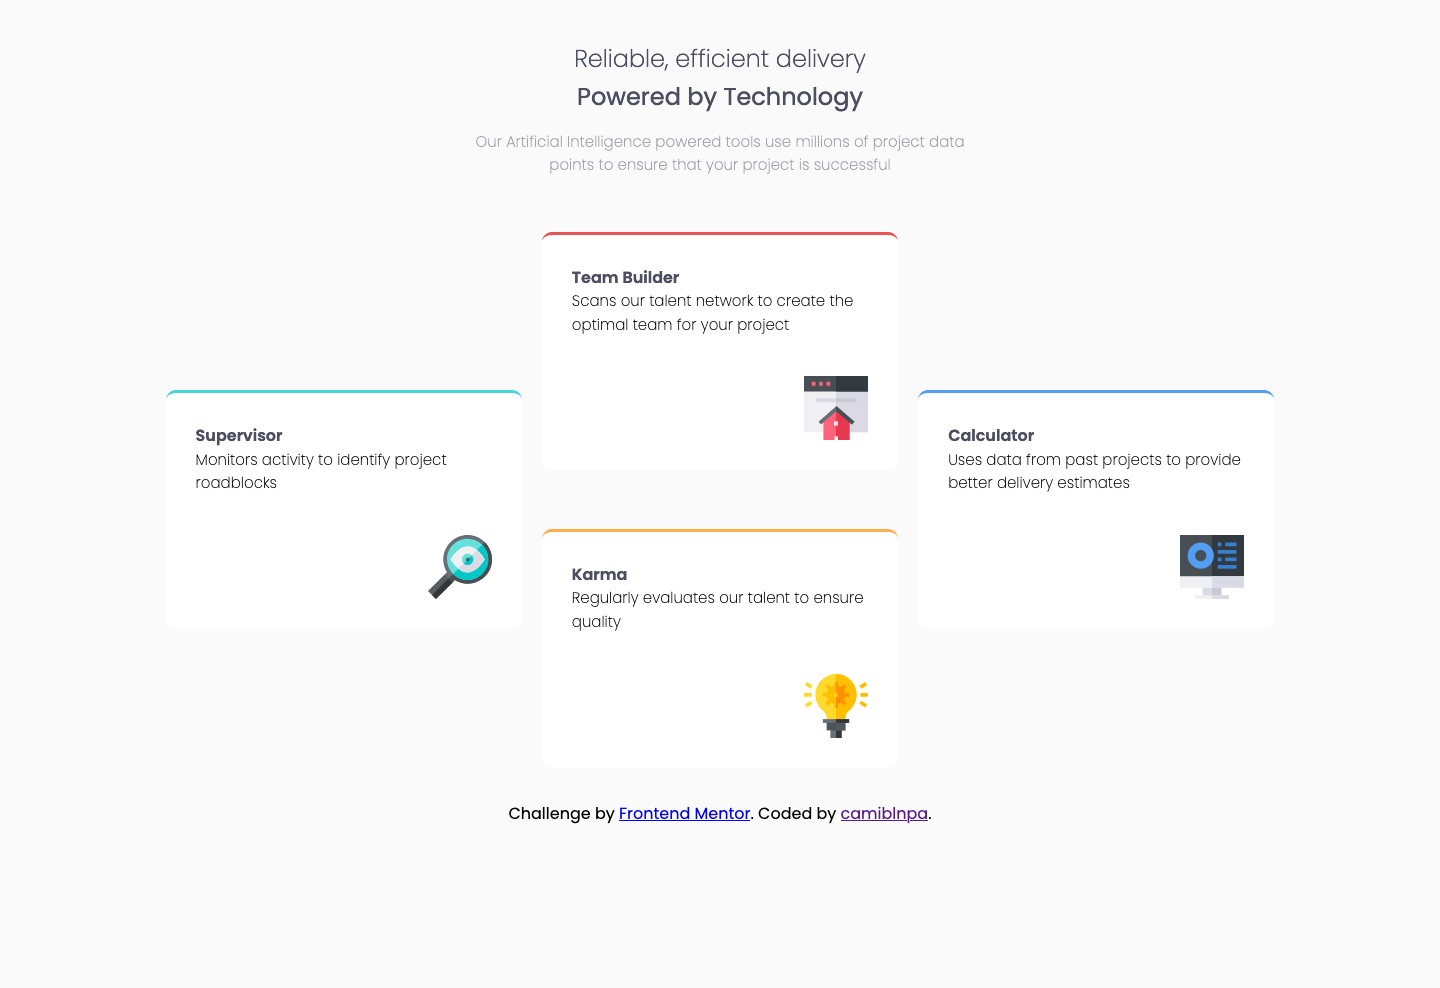 Reliable, efficient delivery
Powered by Technology
Our Artificial Intelligence powered tools use millions of project data
points to ensure that your project is successful
Team Builder
Scans our talent network to create the
optimal team for your project
Supervisor
Monitors activity to identify project
roadblocks
Calculator
Uses data from past projects to provide
better delivery estimates
Karma
Regularly evaluates our talent to ensure
quality
Challenge by Frontend Mentor. Coded by camiblnpa.